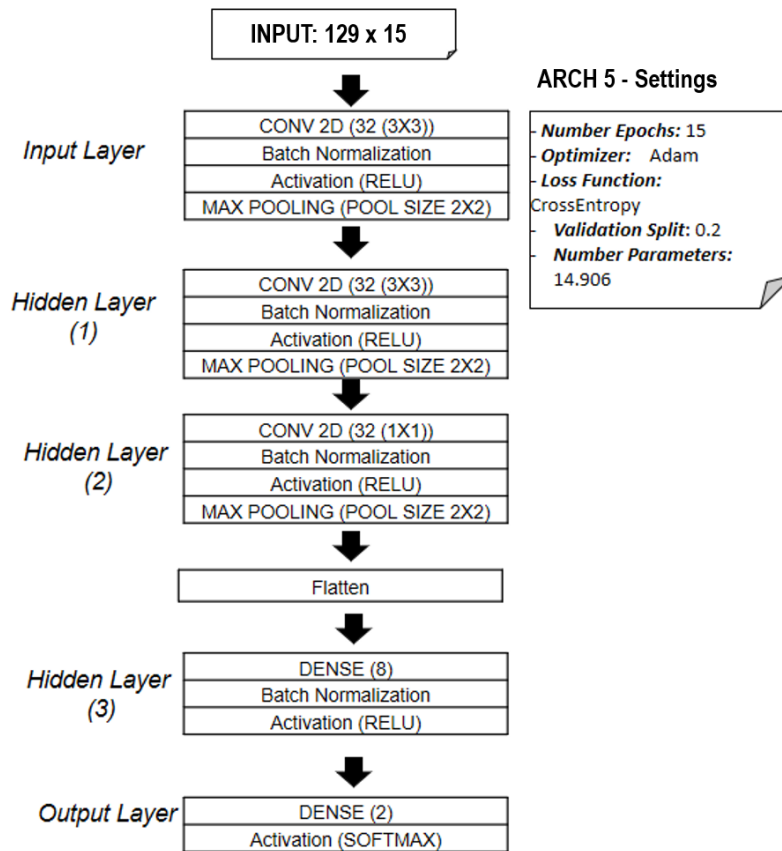 INPUT: 129 x 15
ARCH 5 - Settings
- Number Epochs: 15
- Optimizer: Adam
- Loss Function:
CrossEntropy
- Validation Split: 0.2
- Number Parameters:
14.906
Input Layer
CONV 2D (32 (3X3))
Batch Normalization
Activation (RELU)
MAX POOLING (POOL SIZE 2X2)
Hidden Layer
(1)
CONV 2D (32 (3X3))
Batch Normalization
Activation (RELU)
MAX POOLING (POOL SIZE 2X2)
Hidden Layer
(2)
CONV 2D (32 (1X1))
Batch Normalization
Activation (RELU)
MAX POOLING (POOL SIZE 2X2)
Flatten
Hidden Layer
(3)
DENSE (8)
Batch Normalization
Activation (RELU)
Output Layer
DENSE (2)
Activation (SOFTMAX)